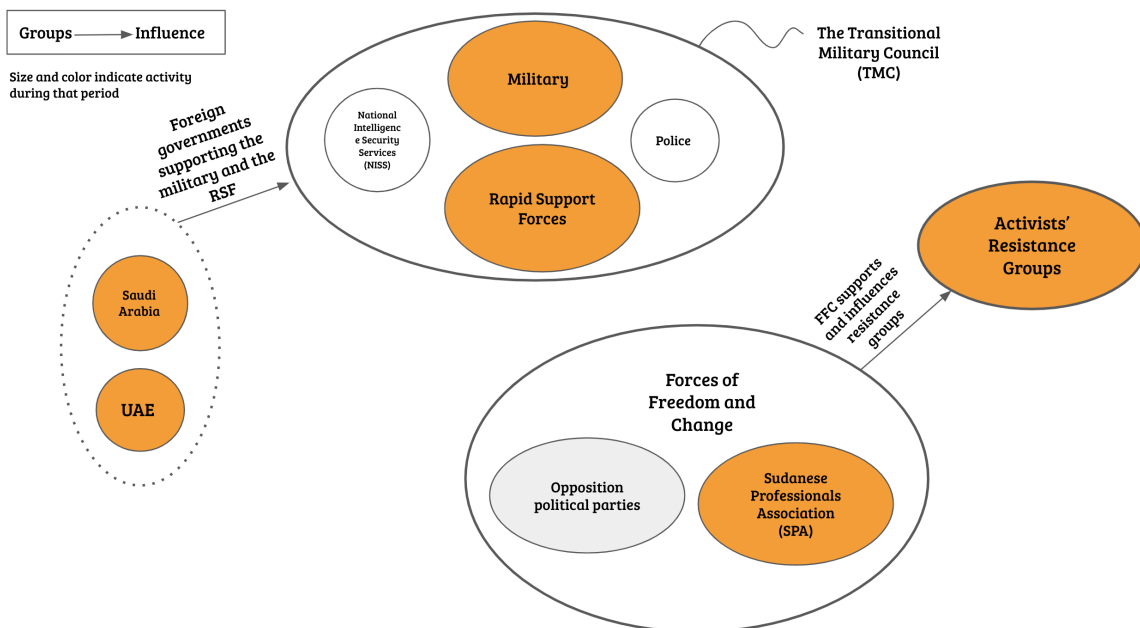 Groups
Influence
Size and color indicate activity
during that period
The Transitional
Military Council
(TMC)
Military
National
Intelligenc
e Security
Services
(NISS)
Police
Rapid Support
Forces
Foreign
governments
supporting the
military and the
RSF
Saudi
Arabia
UAE
Activists’
Resistance
Groups
FFC supports
and influences
resistance
groups
Forces of
Freedom and
Change
Opposition
political parties
Sudanese
Professionals
Association
(SPA)